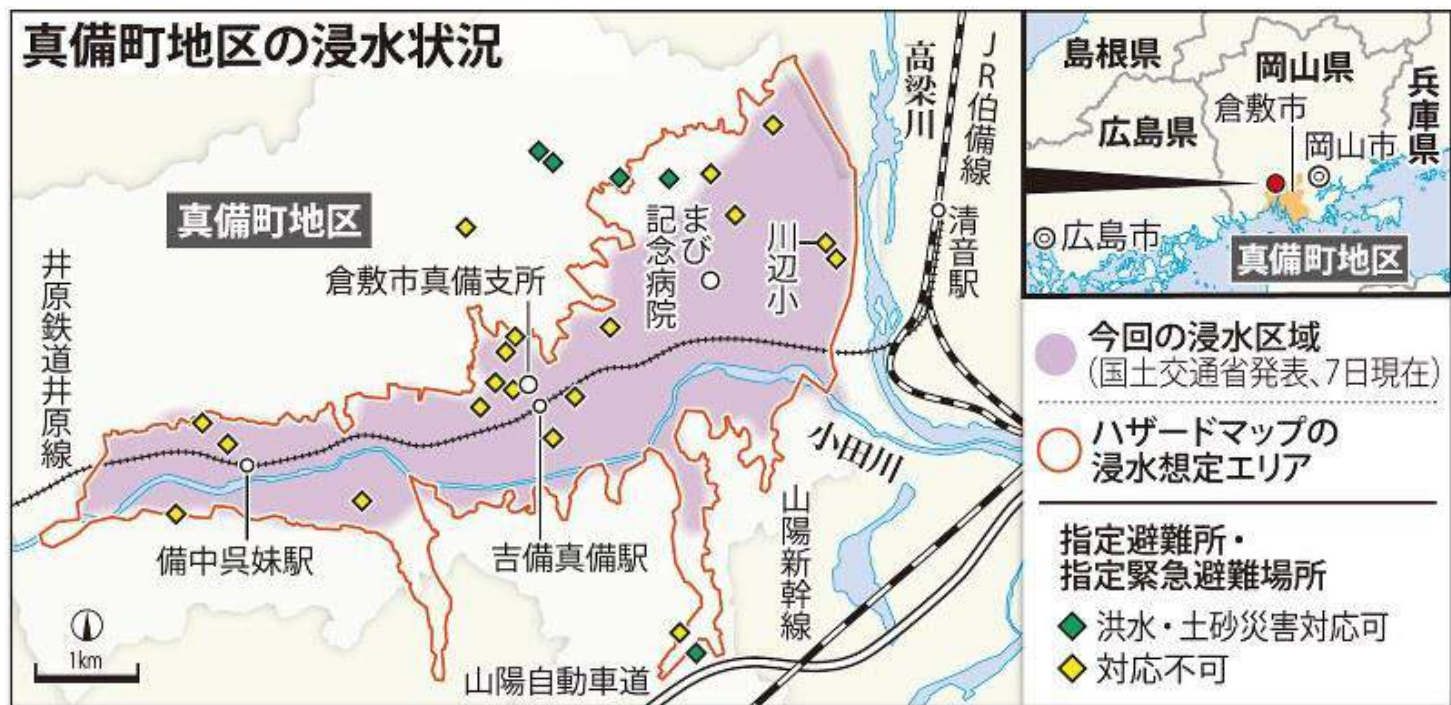 真備町地区の浸水状況
真備町地区
井原鉄道井原線
倉敷市真備支所
まび
記念病院
川辺小
高梁川
JR伯備線
清音駅
小田川
山陽新幹線
備中呉妹駅
吉備真備駅
山陽自動車道
1km
島根県
岡山県
兵庫県
倉敷市
広島県
岡山市
広島市
真備町地区
今回の浸水区域
(国土交通省発表、7日現在)
ハザードマップの
浸水想定エリア
指定避難所・
指定緊急避難場所
洪水・土砂災害対応可
対応不可